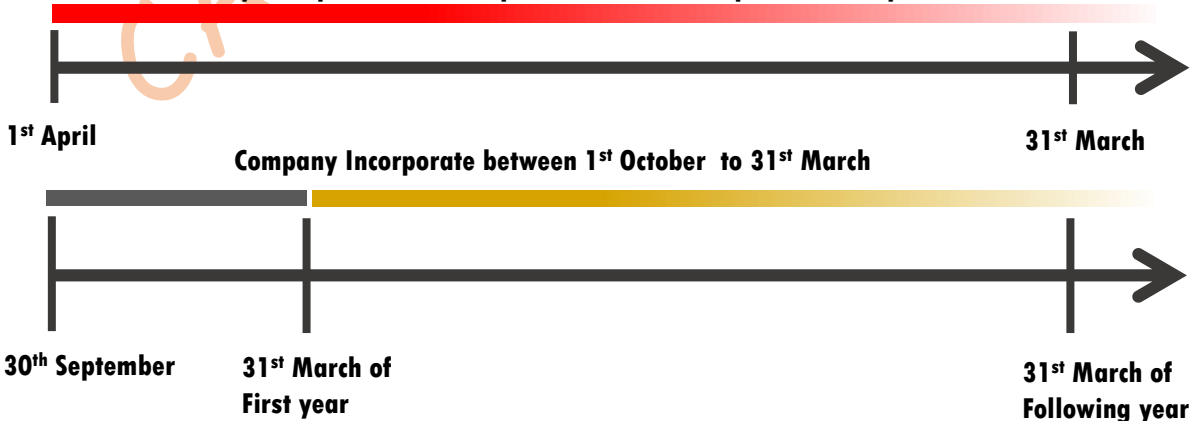 1st April
31st March
Company Incorporate between 1st October to 31st March
30th September
31st March of
First year
31st March of
Following year